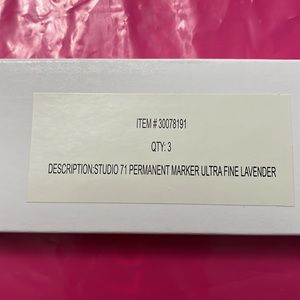 ITEM # 30078191
QTY: 3
DESCRIPTION:STUDIO 71 PERMANENT MARKER ULTRA FINE LAVENDER